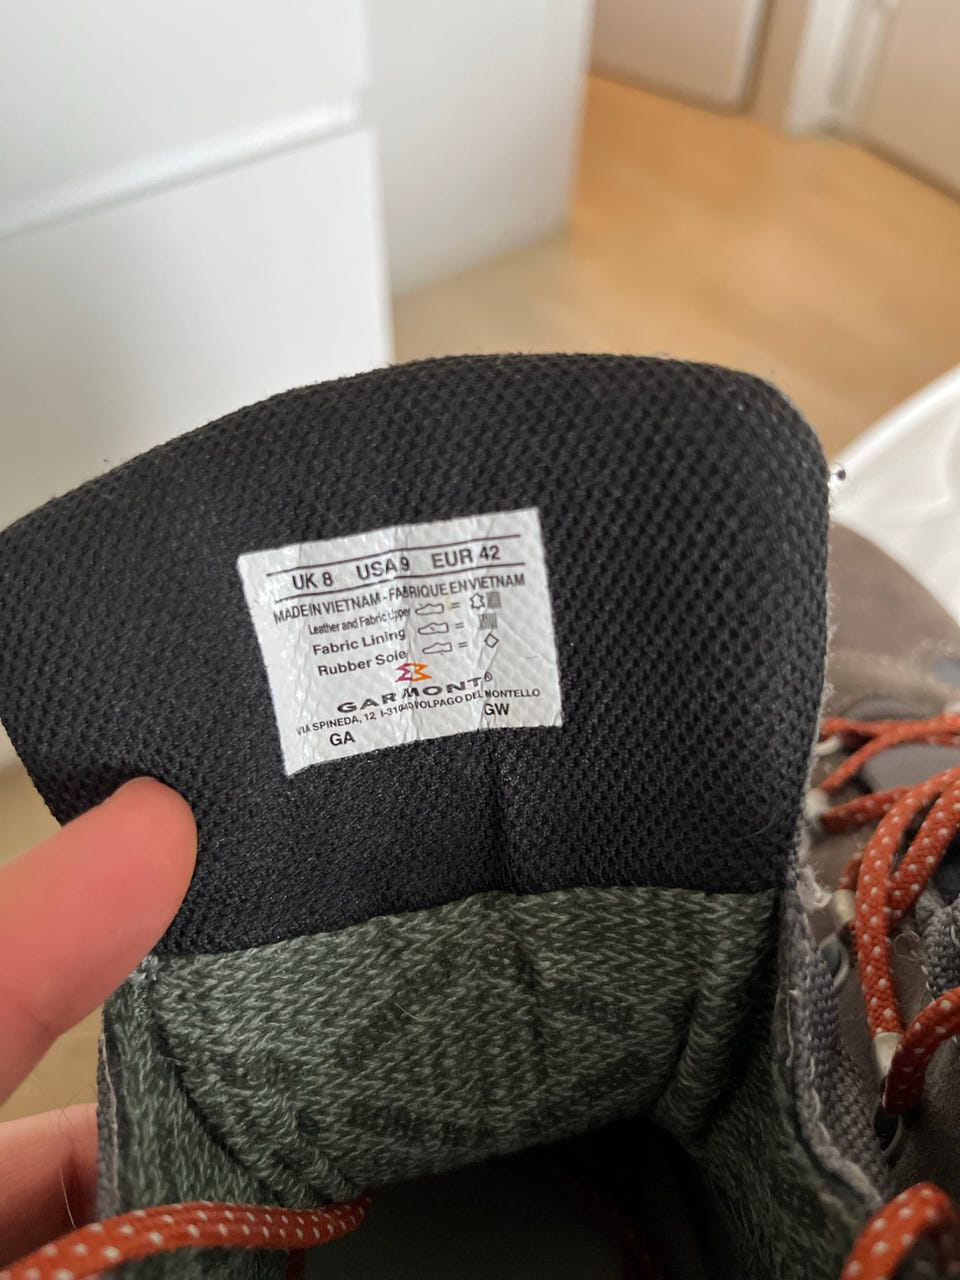 UK 8 USA 9 EUR 42
MADE IN VIETNAM - FABRIQUE EN VIETNAM
Leather and Fabric Upper =
Fabric Lining =
Rubber Sole =
GARMONT®
VIA SPINEDA, 12 I-31040 VOLPAGO DEL MONTELLO
GA GW